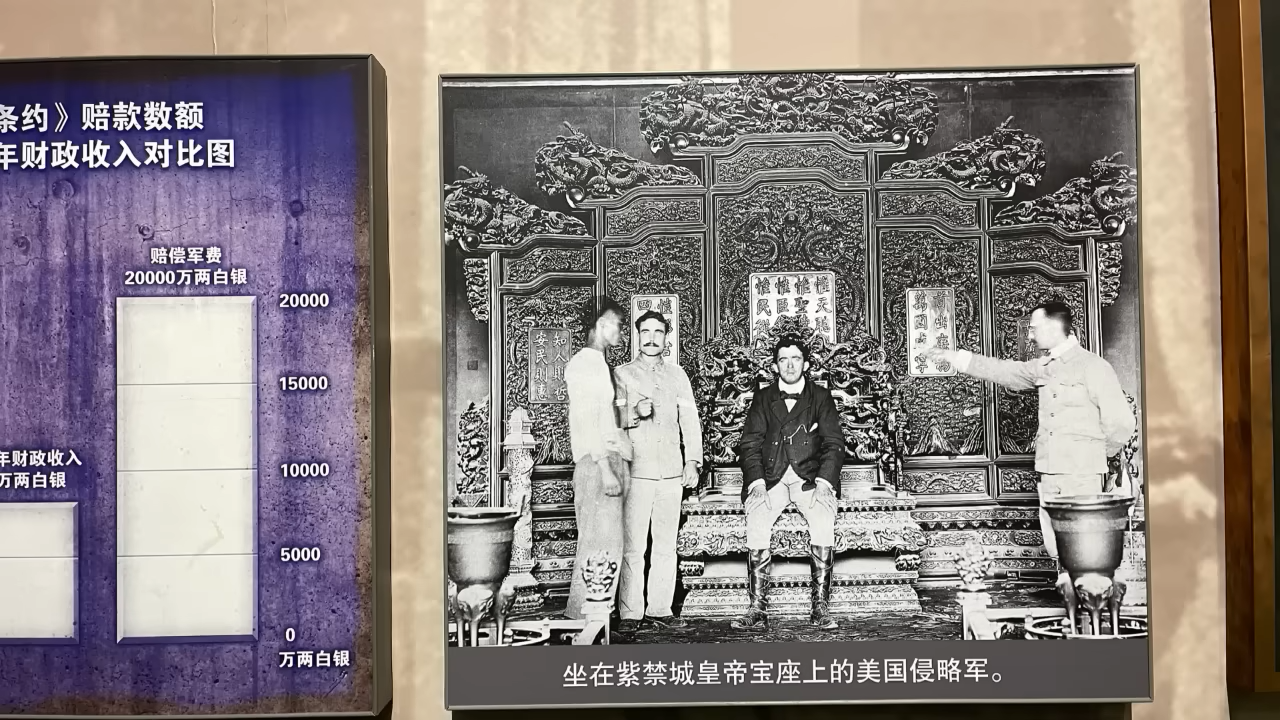 条约》赔款数额
年财政收入对比图
赔偿军费
20000万两白银
年财政收入
万两白银
20000
15000
10000
5000
0
万两白银
坐在紫禁城皇帝宝座上的美国侵略军。